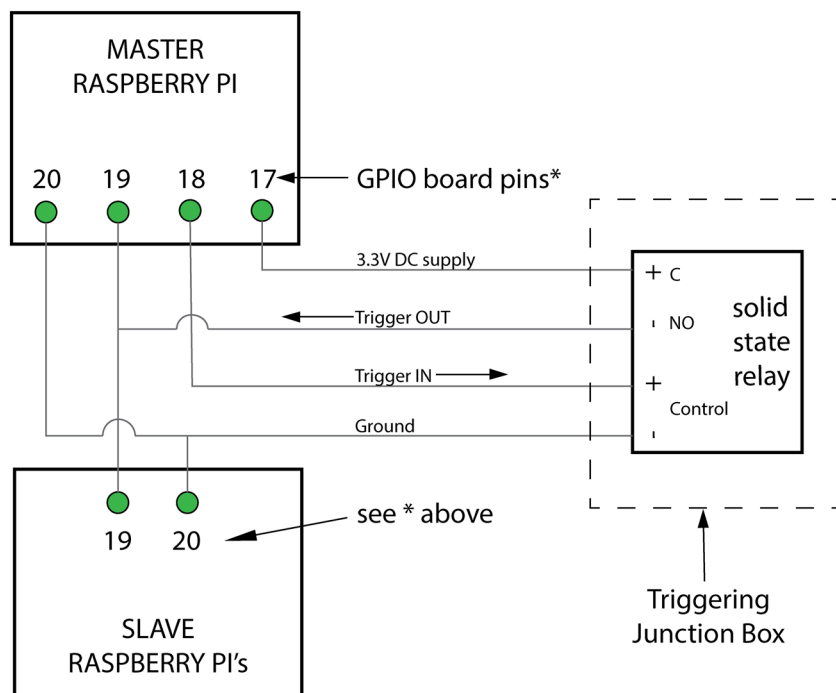 MASTER
RASPBERRY PI
20 19 18 17
GPIO board pins*
3.3V DC supply
+ C
Trigger OUT
- NO
solid
state
relay
Trigger IN
+
Control
Ground
-
19 20
see * above
SLAVE
RASPBERRY PI's
Triggering
Junction Box